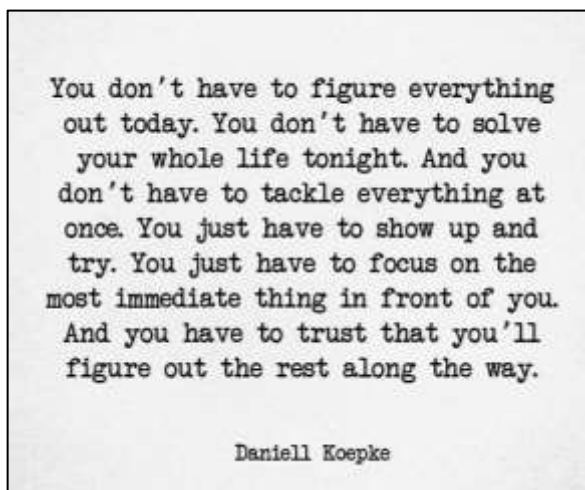 You don't have to figure everything
out today. You don't have to solve
your whole life tonight. And you
don't have to tackle everything at
once. You just have to show up and
try. You just have to focus on the
most immediate thing in front of you.
And you have to trust that you'll
figure out the rest along the way.
Daniell Koepke